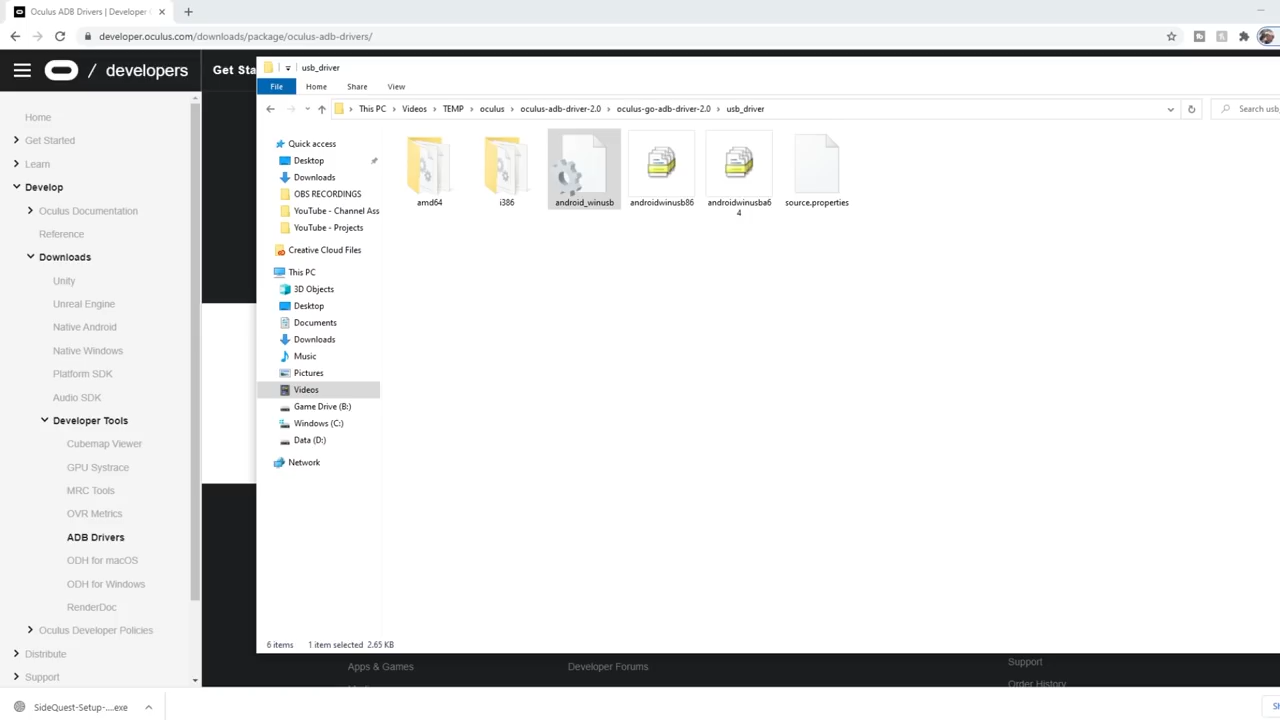 Oculus ADB Drivers | Developer
developer.oculus.com/downloads/package/oculus-adb-drivers/
/ developers
Get Sta
usb_driver
File Home Share View
This PC > Videos > TEMP > oculus > oculus-adb-driver-2.0 > oculus-go-adb-driver-2.0 > usb_driver
Search usb_
Home
Get Started
Learn
Develop
Oculus Documentation
Reference
Downloads
Unity
Unreal Engine
Native Android
Native Windows
Platform SDK
Audio SDK
Developer Tools
Cubemap Viewer
GPU Systrace
MRC Tools
OVR Metrics
ADB Drivers
ODH for macOS
ODH for Windows
RenderDoc
Oculus Developer Policies
Distribute
Support
Quick access
Desktop
Downloads
OBS RECORDINGS
YouTube - Channel Ass
YouTube - Projects
Creative Cloud Files
This PC
3D Objects
Desktop
Documents
Downloads
Music
Pictures
Videos
Game Drive (B:)
Windows (C:)
Data (D:)
Network
amd64
i386
android_winusb
androidwinusb86
androidwinusba6
4
source.properties
6 items 1 item selected 2.65 KB
Apps & Games
Developer Forums
Support
Order History
SideQuest-Setup-....exe